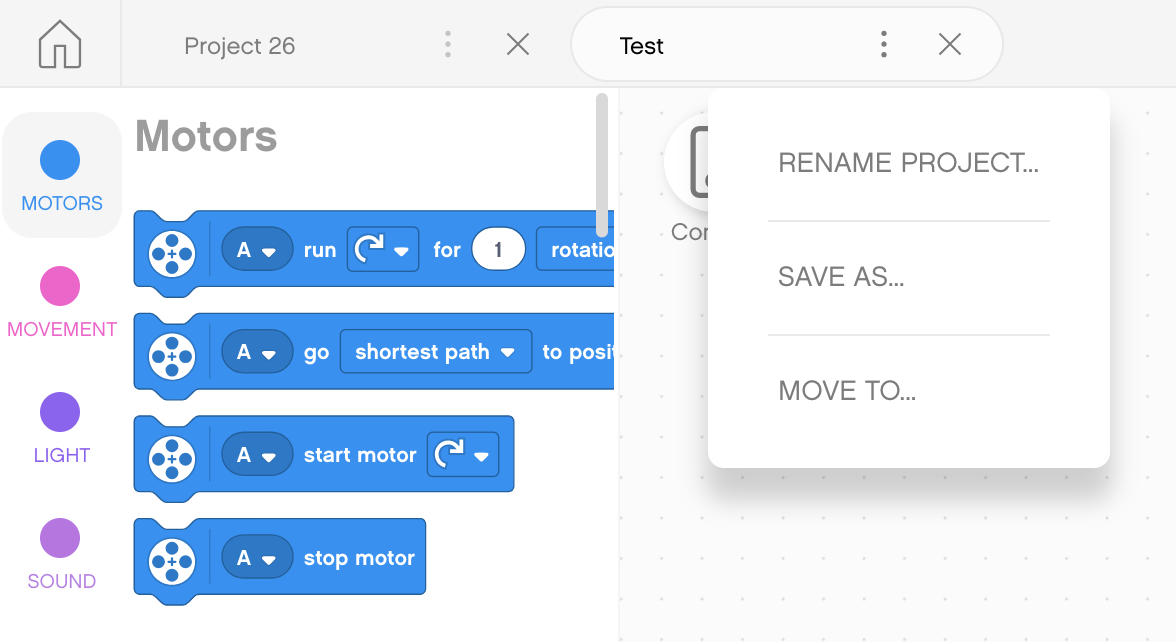 Project 26
Test
Motors
MOTORS
A run for 1
A go shortest path
A start motor
A stop motor
MOVEMENT
LIGHT
SOUND
RENAME PROJECT...
SAVE AS...
MOVE TO...